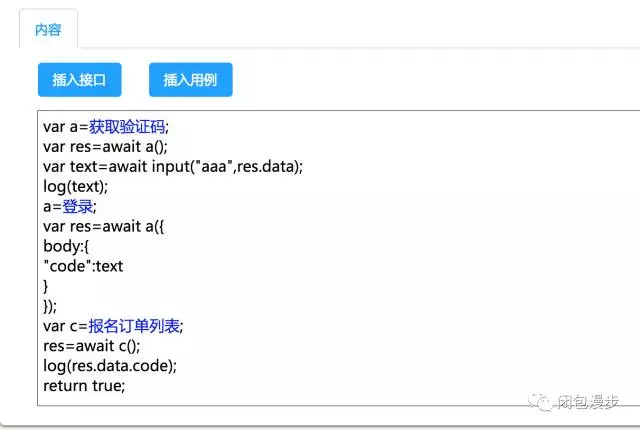 内容
插入接口 插入用例
var a=获取验证码;
var res=await a();
var text=await input("aaa",res.data);
log(text);
a=登录;
var res=await a({
body:{
"code":text
}
});
var c=报名订单列表;
res=await c();
log(res.data.code);
return true;
闭包漫步